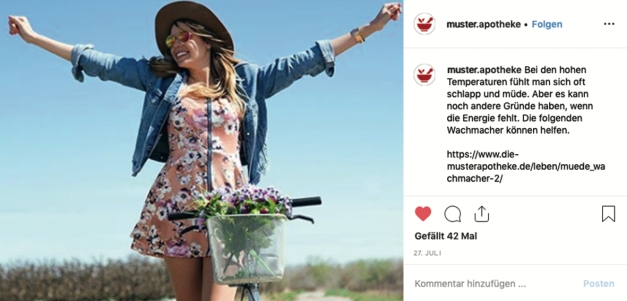 muster.apotheke • Folgen
muster.apotheke Bei den hohen
Temperaturen fühlt man sich oft
schlapp und müde. Aber es kann
noch andere Gründe haben, wenn
die Energie fehlt. Die folgenden
Wachmacher können helfen.
https://www.die-
musterapotheke.de/leben/muede_wa
chmacher-2/
Gefällt 42 Mal
27. JULI
Kommentar hinzufügen ... Posten